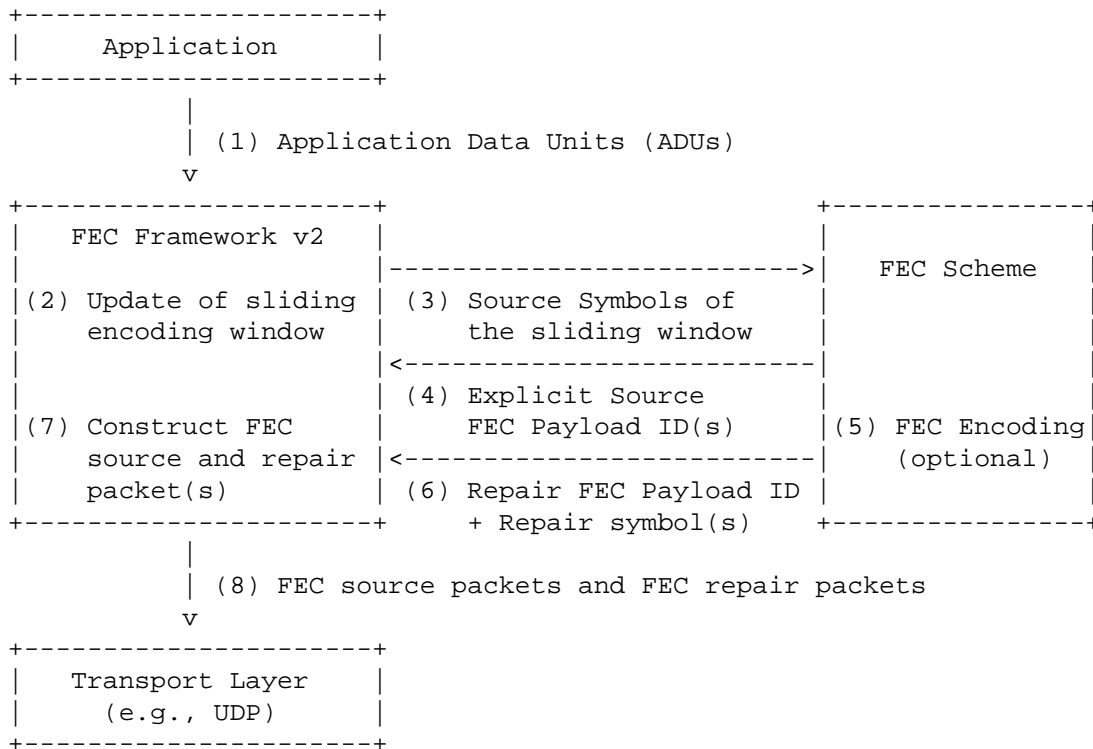 +----------------------+
|     Application      |
+----------------------+
           |
           | (1) Application Data Units (ADUs)
           v
+----------------------+                           +----------------+
|   FEC Framework v2   |                           |                |
|                      |-------------------------->|   FEC Scheme   |
|(2) Update of sliding | (3) Source Symbols of     |                |
|    encoding window   |     the sliding window    |                |
|                      |<--------------------------|                |
|                      | (4) Explicit Source       |                |
|(7) Construct FEC     |     FEC Payload ID(s)     |(5) FEC Encoding|
|    source and repair |<--------------------------|    (optional)  |
|    packet(s)         | (6) Repair FEC Payload ID |                |
+----------------------+     + Repair symbol(s)    +----------------+
           |
           | (8) FEC source packets and FEC repair packets
           v
+----------------------+
|   Transport Layer    |
|     (e.g., UDP)      |
+----------------------+